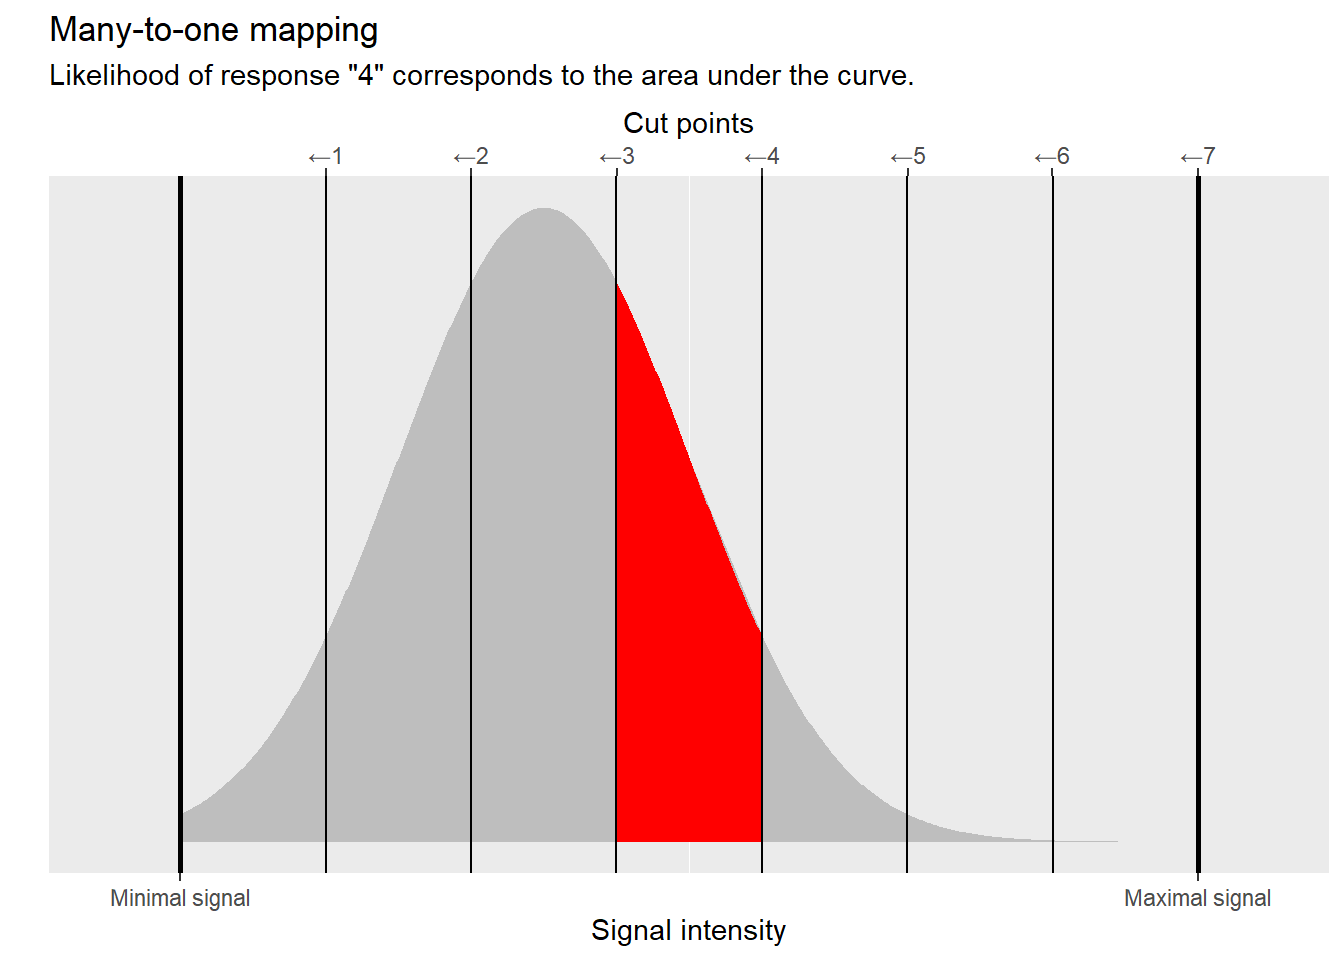 Many-to-one mapping
Likelihood of response "4" corresponds to the area under the curve.
Cut points
←1 ←2 ←3 ←4 ←5 ←6 ←7
Minimal signal Maximal signal
Signal intensity